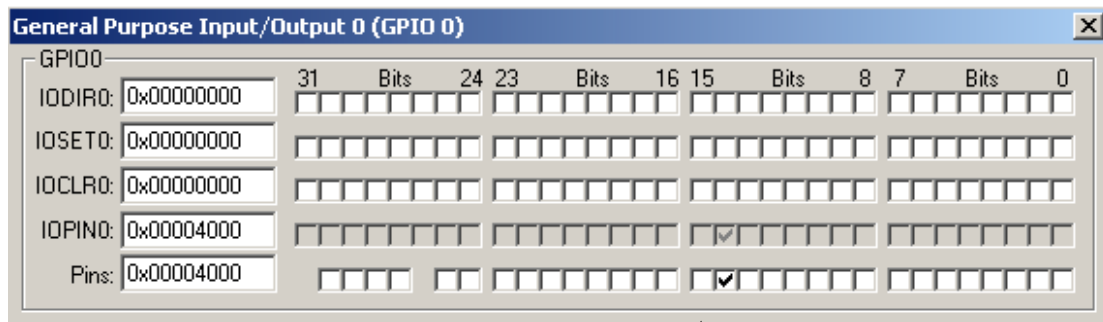 General Purpose Input/Output 0 (GPIO 0)
GPIO0
31 Bits 24 23 Bits 16 15 Bits 8 7 Bits 0
IODIR0: 0x00000000
IOSET0: 0x00000000
IOCLR0: 0x00000000
IOPIN0: 0x00004000
Pins: 0x00004000